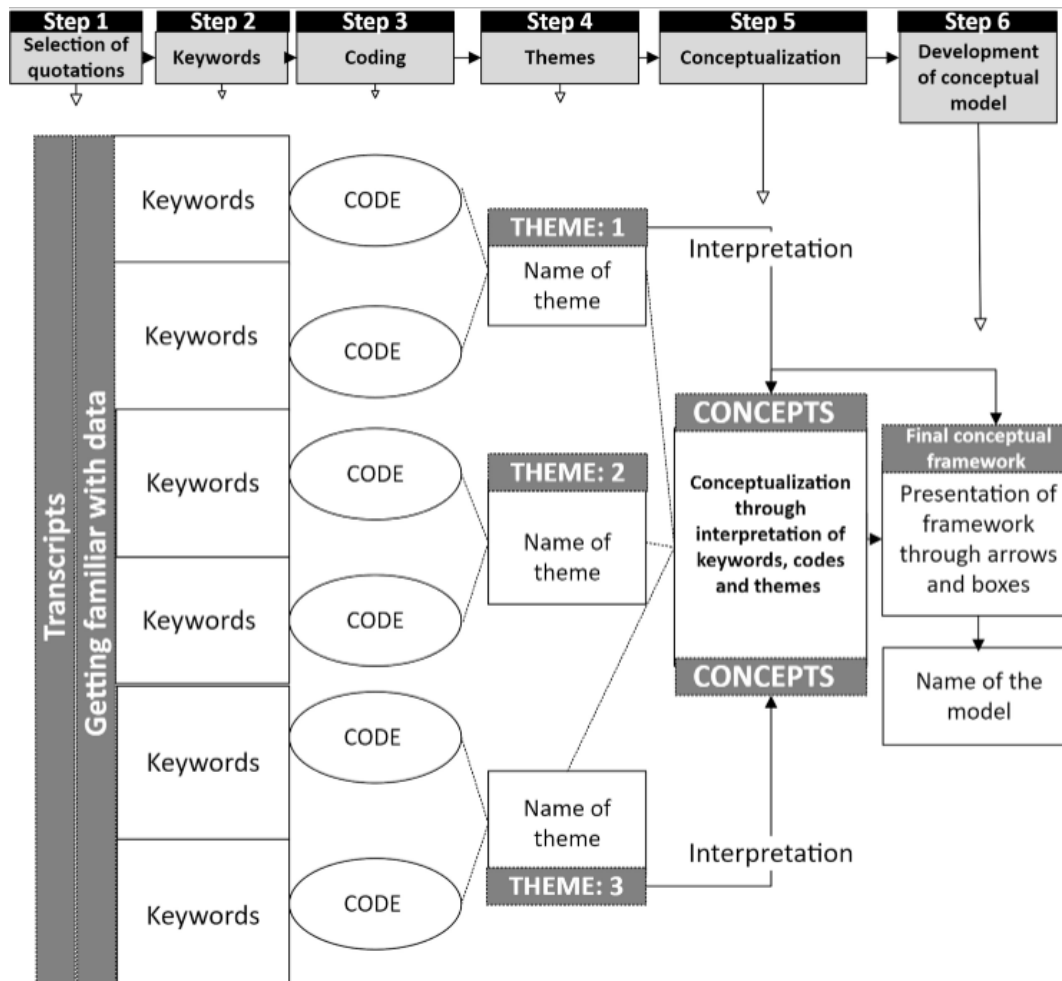 Step 1
Selection of
quotations
Step 2
Keywords
Step 3
Coding
Step 4
Themes
Step 5
Conceptualization
Step 6
Development
of conceptual
model
Transcripts
Getting familiar with data
Keywords
Keywords
Keywords
Keywords
Keywords
Keywords
CODE
CODE
CODE
CODE
CODE
CODE
THEME: 1
Name of
theme
THEME: 2
Name of
theme
Name of
theme
THEME: 3
Interpretation
CONCEPTS
Conceptualization
through
interpretation of
keywords, codes
and themes
CONCEPTS
Interpretation
Final conceptual
framework
Presentation of
framework
through arrows
and boxes
Name of the
model